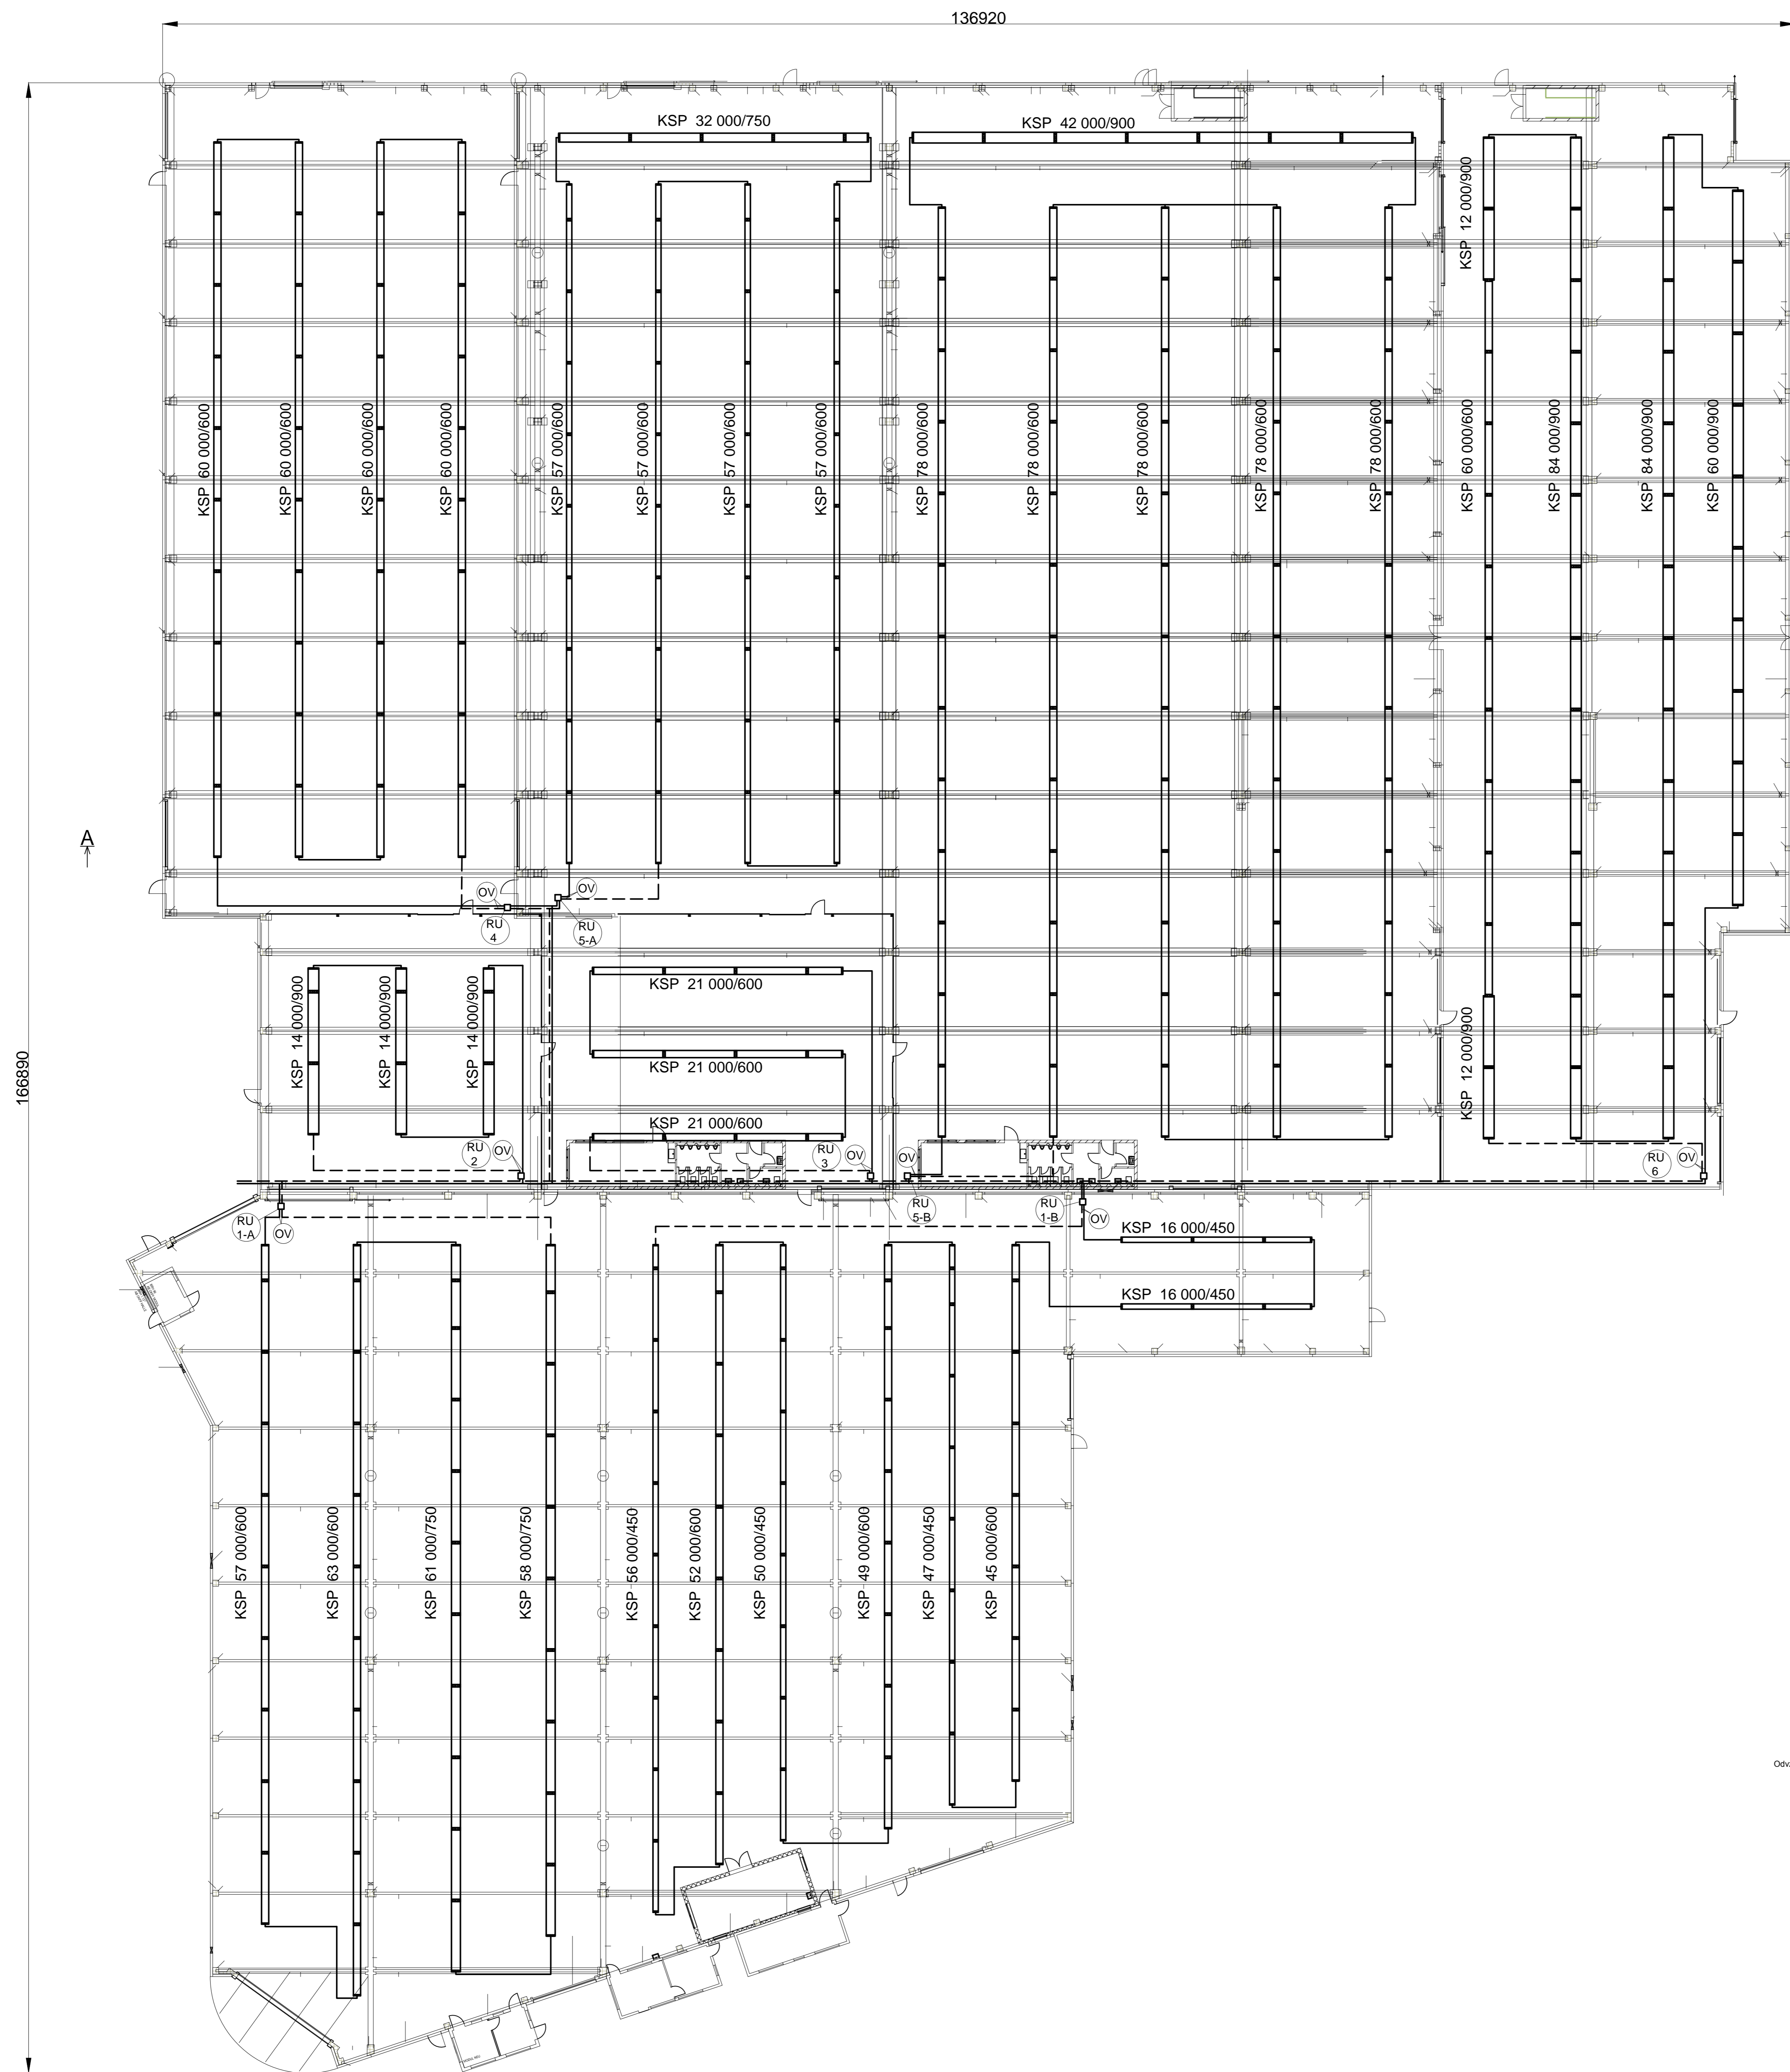 136920
166890
A
KSP 32 000/750
KSP 42 000/900
KSP 12 000/900
KSP 60 000/600
KSP 60 000/600
KSP 60 000/600
KSP 60 000/600
KSP 57 000/600
KSP 57 000/600
KSP 57 000/600
KSP 57 000/600
KSP 78 000/600
KSP 78 000/600
KSP 78 000/600
KSP 78 000/600
KSP 78 000/600
KSP 60 000/600
KSP 84 000/900
KSP 84 000/900
KSP 60 000/900
OV
OV
RU
4
RU
5-A
KSP 14 000/900
KSP 14 000/900
KSP 14 000/900
KSP 21 000/600
KSP 21 000/600
KSP 21 000/600
KSP 12 000/900
RU
2
OV
RU
3
OV
OV
RU
6
OV
RU
1-A
OV
RU
5-B
RU
1-B
OV
KSP 16 000/450
KSP 16 000/450
KSP 57 000/600
KSP 63 000/600
KSP 61 000/750
KSP 58 000/750
KSP 56 000/450
KSP 52 000/600
KSP 50 000/450
KSP 49 000/600
KSP 47 000/450
KSP 45 000/600